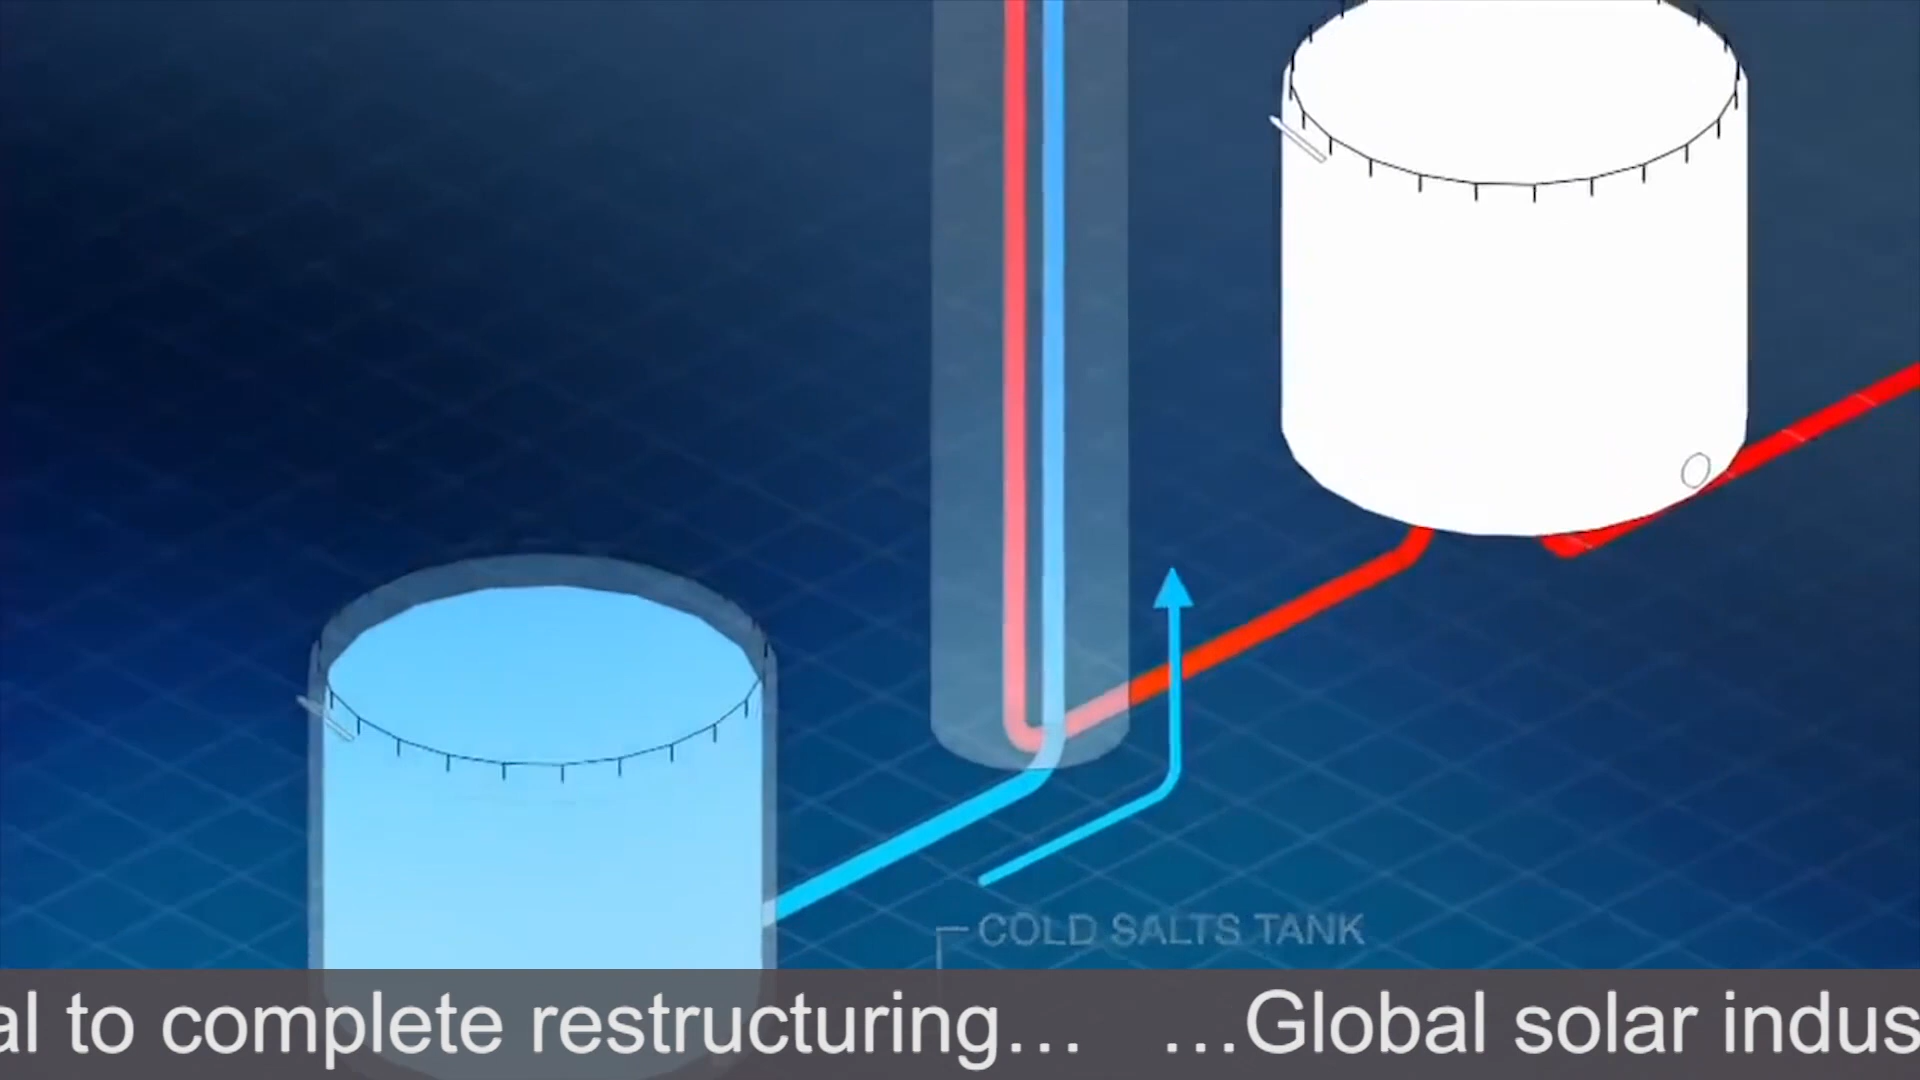 COLD SALTS TANK
al to complete restructuring… …Global solar indus